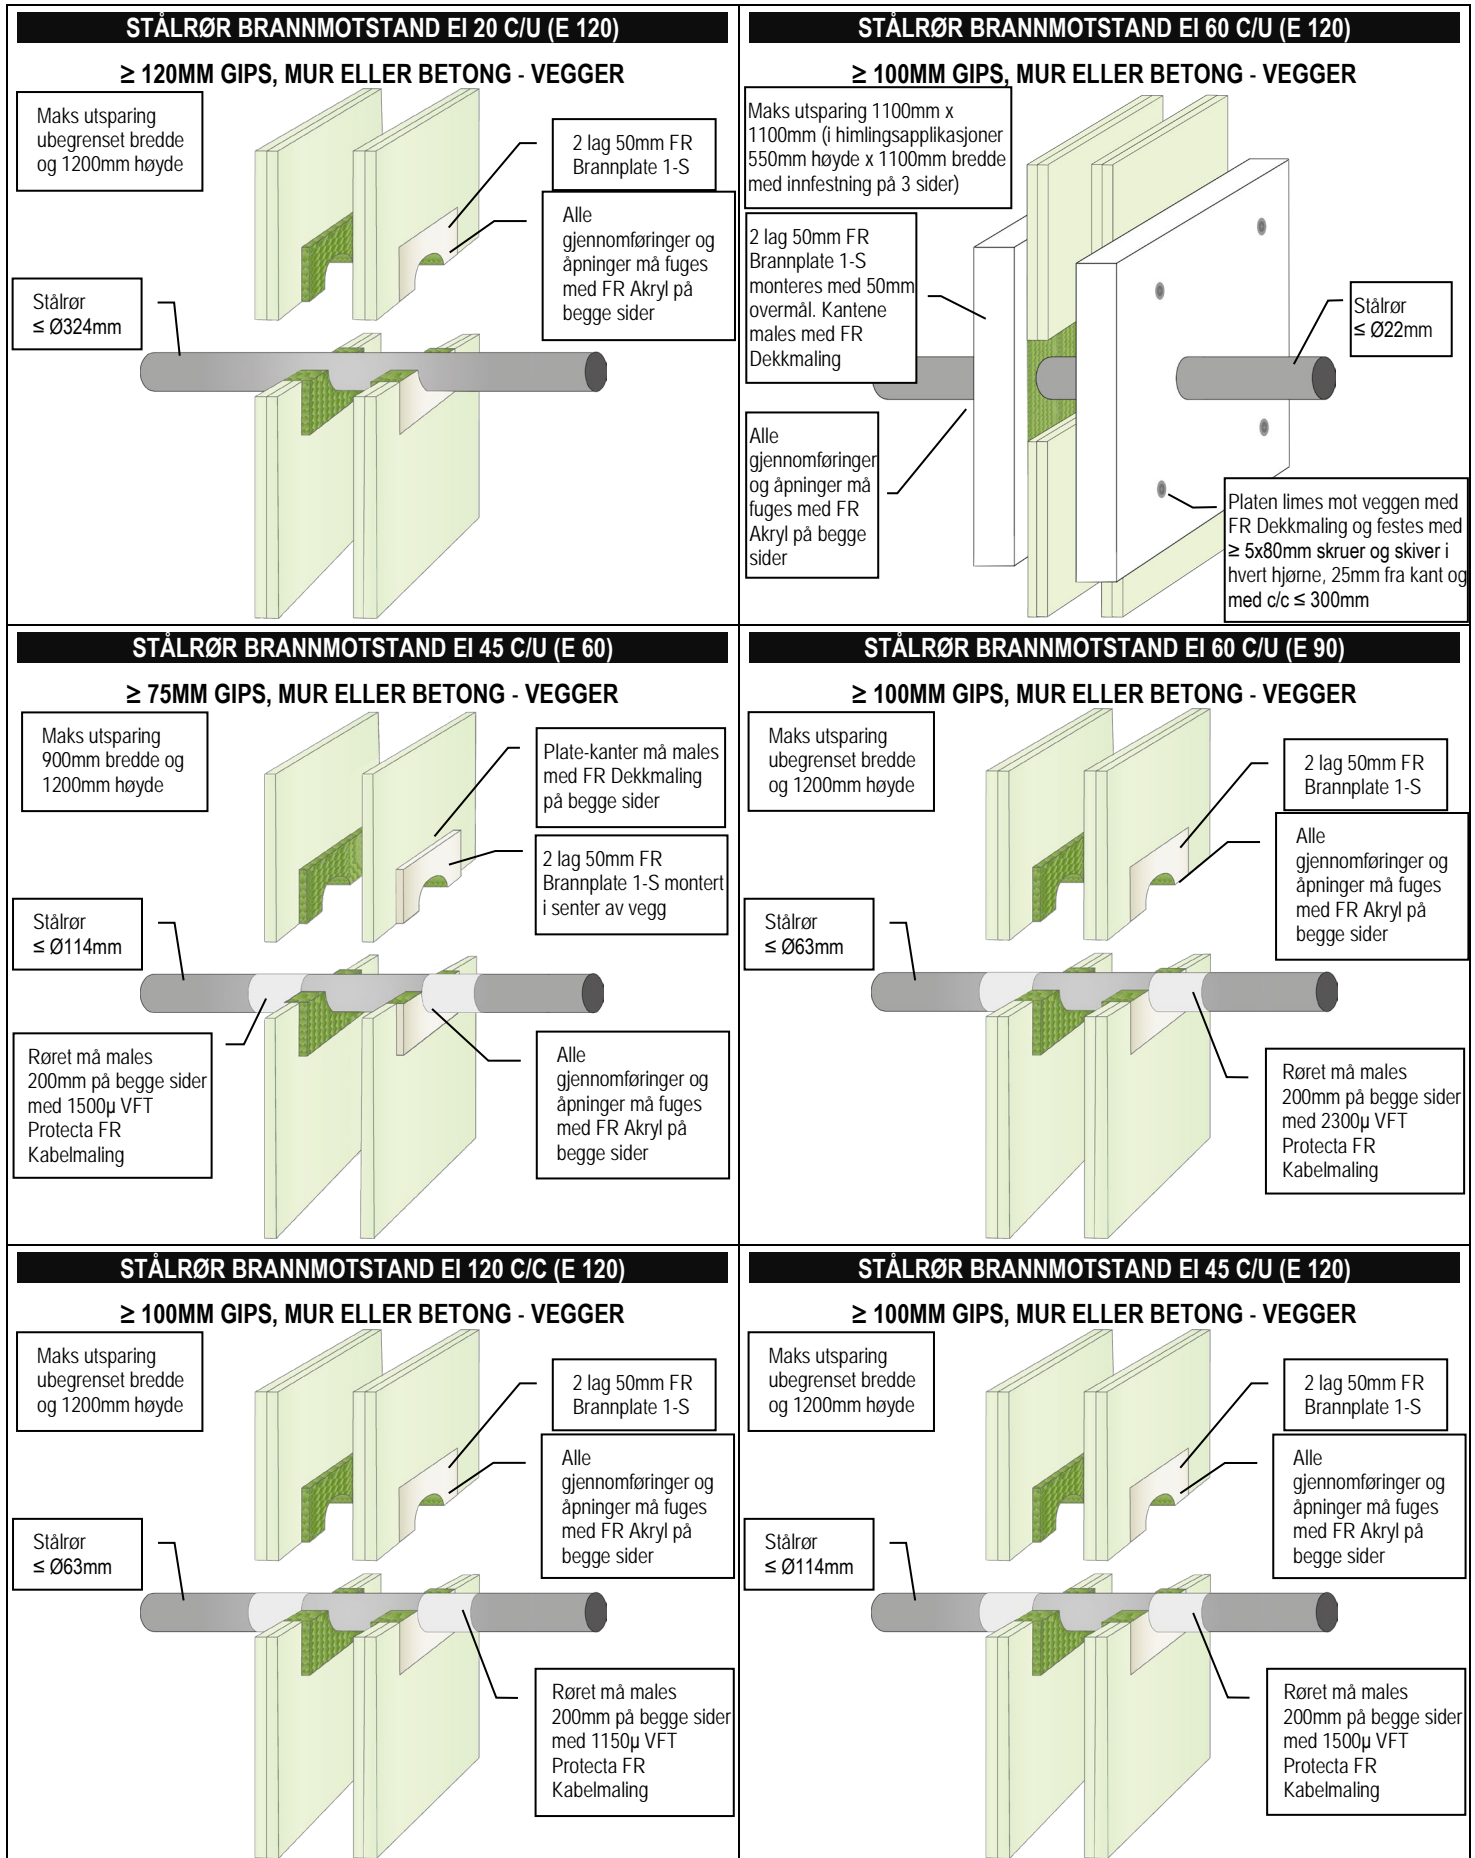 STÅLRØR BRANNMOTSTAND EI 20 C/U (E 120)
≥ 120MM GIPS, MUR ELLER BETONG - VEGGER
Maks utsparing
ubegrenset bredde
og 1200mm høyde
2 lag 50mm FR
Brannplate 1-S
Alle
gjennomføringer og
åpninger må fuges
med FR Akryl på
begge sider
Stålrør
≤ Ø324mm
STÅLRØR BRANNMOTSTAND EI 60 C/U (E 120)
≥ 100MM GIPS, MUR ELLER BETONG - VEGGER
Maks utsparing 1100mm x
1100mm (i himlingsapplikasjoner
550mm høyde x 1100mm bredde
med innfestning på 3 sider)
2 lag 50mm FR
Brannplate 1-S
monteres med 50mm
overmål. Kantene
males med FR
Dekkmaling
Stålrør
≤ Ø22mm
Alle
gjennomføringer
og åpninger må
fuges med FR
Akryl på begge
sider
Platen limes mot veggen med
FR Dekkmaling og festes med
≥ 5x80mm skruer og skiver i
hvert hjørne, 25mm fra kant og
med c/c ≤ 300mm
STÅLRØR BRANNMOTSTAND EI 45 C/U (E 60)
≥ 75MM GIPS, MUR ELLER BETONG - VEGGER
Maks utsparing
900mm bredde og
1200mm høyde
Plate-kanter må males
med FR Dekkmaling
på begge sider
2 lag 50mm FR
Brannplate 1-S montert
i senter av vegg
Stålrør
≤ Ø114mm
Røret må males
200mm på begge sider
med 1500µ VFT
Protecta FR
Kabelmaling
Alle
gjennomføringer og
åpninger må fuges
med FR Akryl på
begge sider
STÅLRØR BRANNMOTSTAND EI 60 C/U (E 90)
≥ 100MM GIPS, MUR ELLER BETONG - VEGGER
Maks utsparing
ubegrenset bredde
og 1200mm høyde
2 lag 50mm FR
Brannplate 1-S
Alle
gjennomføringer og
åpninger må fuges
med FR Akryl på
begge sider
Stålrør
≤ Ø63mm
Røret må males
200mm på begge sider
med 2300µ VFT
Protecta FR
Kabelmaling
STÅLRØR BRANNMOTSTAND EI 120 C/C (E 120)
≥ 100MM GIPS, MUR ELLER BETONG - VEGGER
Maks utsparing
ubegrenset bredde
og 1200mm høyde
2 lag 50mm FR
Brannplate 1-S
Alle
gjennomføringer og
åpninger må fuges
med FR Akryl på
begge sider
Stålrør
≤ Ø63mm
Røret må males
200mm på begge sider
med 1150µ VFT
Protecta FR
Kabelmaling
STÅLRØR BRANNMOTSTAND EI 45 C/U (E 120)
≥ 100MM GIPS, MUR ELLER BETONG - VEGGER
Maks utsparing
ubegrenset bredde
og 1200mm høyde
2 lag 50mm FR
Brannplate 1-S
Alle
gjennomføringer og
åpninger må fuges
med FR Akryl på
begge sider
Stålrør
≤ Ø114mm
Røret må males
200mm på begge sider
med 1500µ VFT
Protecta FR
Kabelmaling